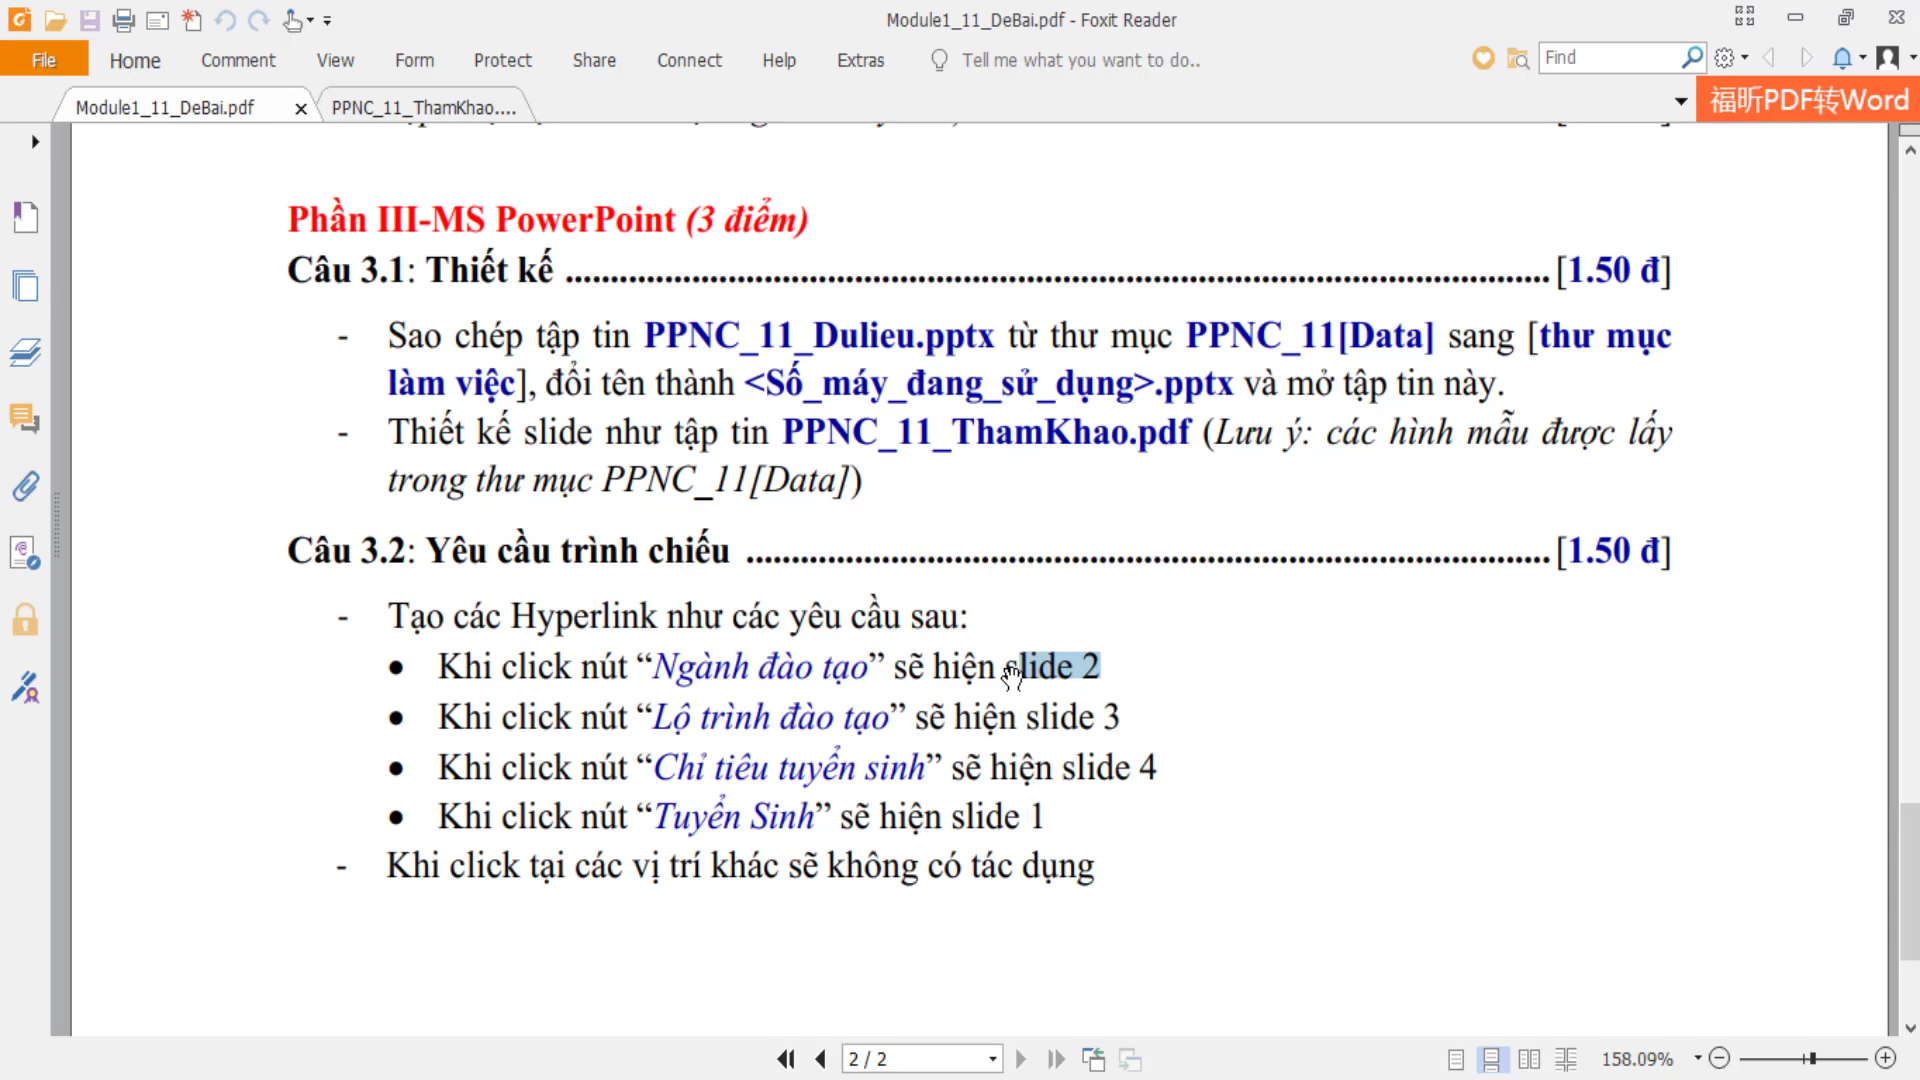 Module1_11_DeBai.pdf - Foxit Reader
File Home Comment View Form Protect Share Connect Help Extras Tell me what you want to do.. Find
Module1_11_DeBai.pdf PPNC_11_ThamKhao.... 福昕PDF转Word
Phần III-MS PowerPoint (3 điểm)
Câu 3.1: Thiết kế ............................................................ [1.50 đ]
- Sao chép tập tin PPNC_11_Dulieu.pptx từ thư mục PPNC_11[Data] sang [thư mục
làm việc], đổi tên thành <Số_máy_đang_sử_dụng>.pptx và mở tập tin này.
- Thiết kế slide như tập tin PPNC_11_ThamKhao.pdf (Lưu ý: các hình mẫu được lấy
trong thư mục PPNC_11[Data])
Câu 3.2: Yêu cầu trình chiếu ............................................................ [1.50 đ]
- Tạo các Hyperlink như các yêu cầu sau:
• Khi click nút “Ngành đào tạo” sẽ hiện slide 2
• Khi click nút “Lộ trình đào tạo” sẽ hiện slide 3
• Khi click nút “Chỉ tiêu tuyển sinh” sẽ hiện slide 4
• Khi click nút “Tuyển Sinh” sẽ hiện slide 1
- Khi click tại các vị trí khác sẽ không có tác dụng
2 / 2 158.09%